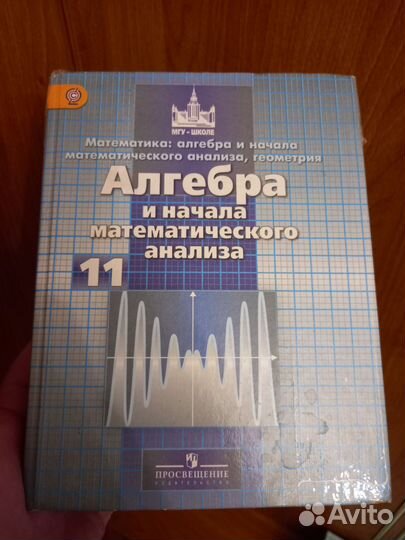 МГУ - ШКОЛЕ
Математика: алгебра и начала
математического анализа, геометрия
Алгебра
и начала
математического
анализа
11
ПРОСВЕЩЕНИЕ
ИЗДАТЕЛЬСТВО
Avito